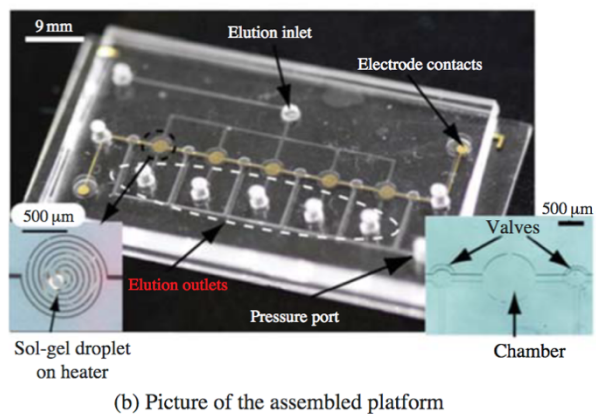 9 mm
Elution inlet
Electrode contacts
500 μm
500 μm
Valves
Elution outlets
Pressure port
Sol-gel droplet
on heater
Chamber
(b) Picture of the assembled platform